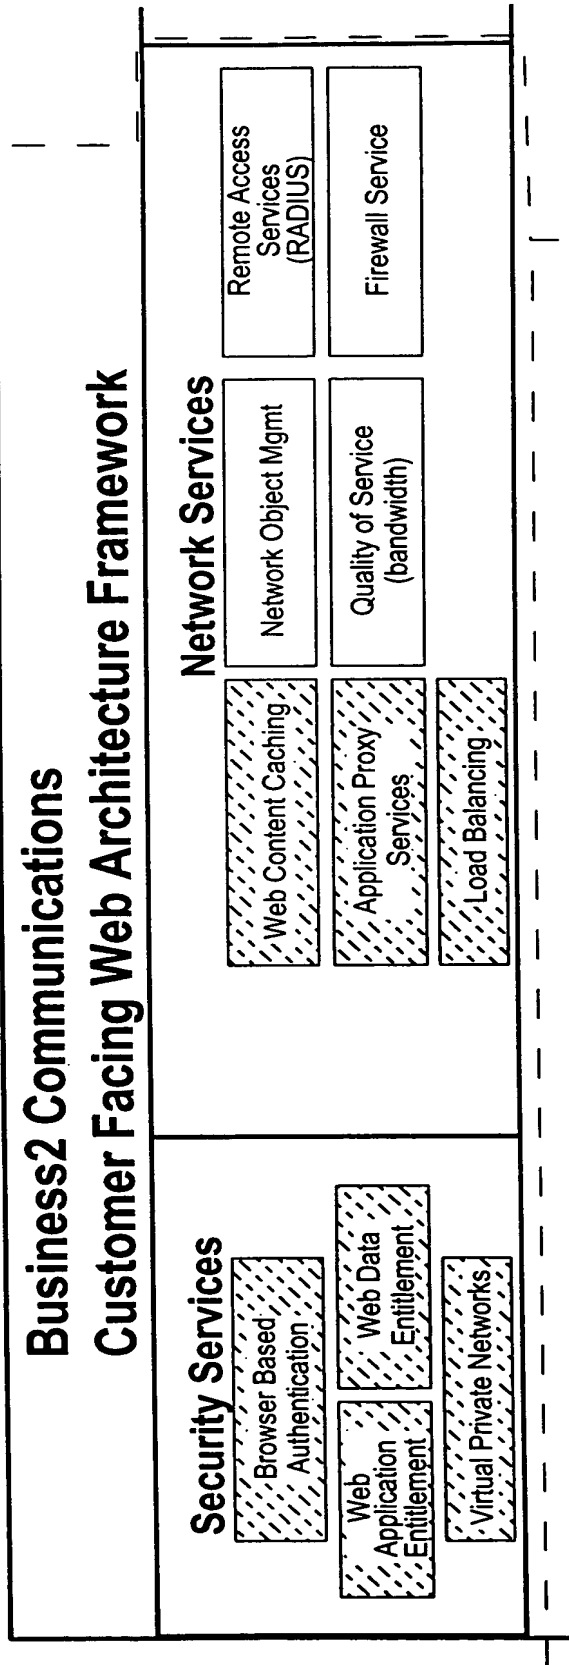 Business2 Communications
Customer Facing Web Architecture Framework
Security Services
Browser Based
Authentication
Web
Application
Entitlement
Web Data
Entitlement
Virtual Private Networks
Network Services
Web Content Caching
Application Proxy
Services
Load Balancing
Network Object Mgmt
Quality of Service
(bandwidth)
Remote Access
Services
(RADIUS)
Firewall Service